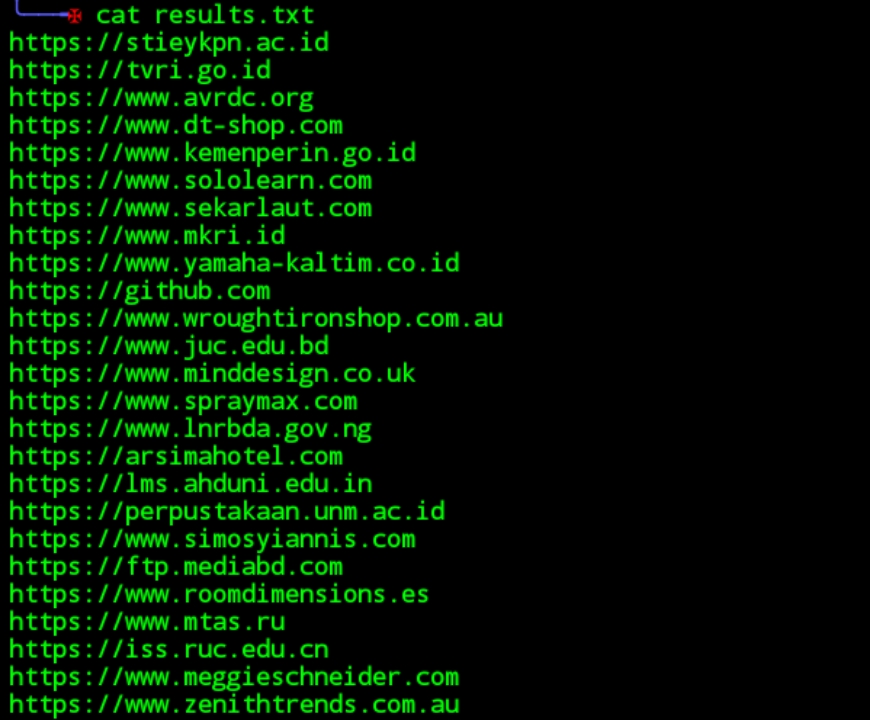 cat results.txt
https://stieykpn.ac.id
https://tvri.go.id
https://www.avrdc.org
https://www.dt-shop.com
https://www.kemenperin.go.id
https://www.sololearn.com
https://www.sekarlaut.com
https://www.mkri.id
https://www.yamaha-kaltim.co.id
https://github.com
https://www.wroughtironshop.com.au
https://www.juc.edu.bd
https://www.minddesign.co.uk
https://www.spraymax.com
https://www.lnrbda.gov.ng
https://arsimahotel.com
https://lms.ahduni.edu.in
https://perpustakaan.unm.ac.id
https://www.simosyiannis.com
https://ftp.mediabd.com
https://www.roomdimensions.es
https://www.mtas.ru
https://iss.ruc.edu.cn
https://www.meggieschneider.com
https://www.zenithtrends.com.au